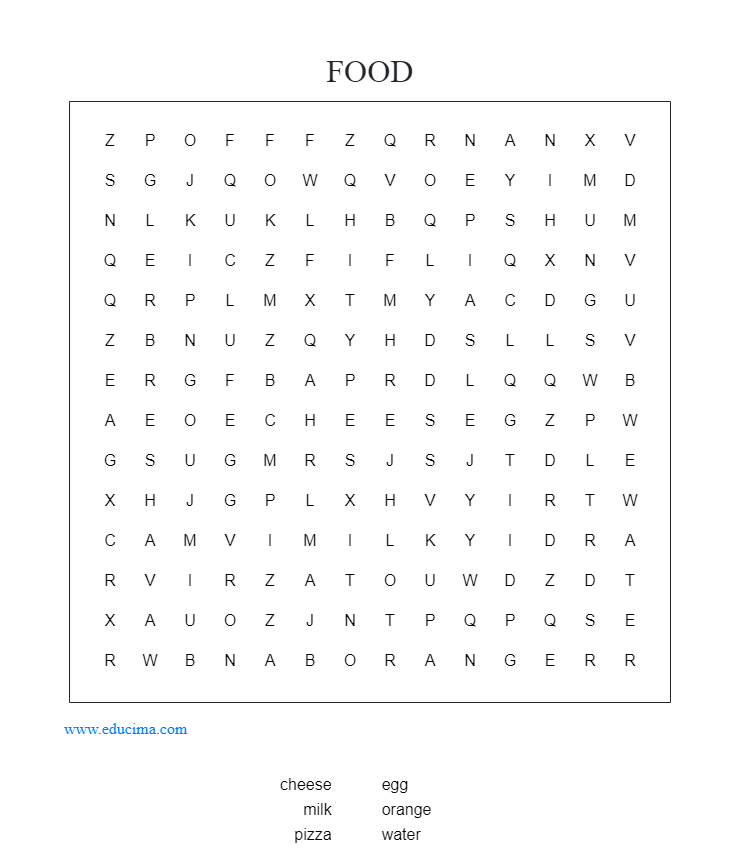 FOOD
Z P O F F F Z Q R N A N X V
S G J Q O W Q V O E Y I M D
N L K U K L H B Q P S H U M
Q E I C Z F I F L I Q X N V
Q R P L M X T M Y A C D G U
Z B N U Z Q Y H D S L L S V
E R G F B A P R D L Q Q W B
A E O E C H E E S E G Z P W
G S U G M R S J S J T D L E
X H J G P L X H V Y I R T W
C A M V I M I L K Y I D R A
R V I R Z A T O U W D Z D T
X A U O Z J N T P Q P Q S E
R W B N A B O R A N G E R R
www.educima.com
cheese egg
milk orange
pizza water